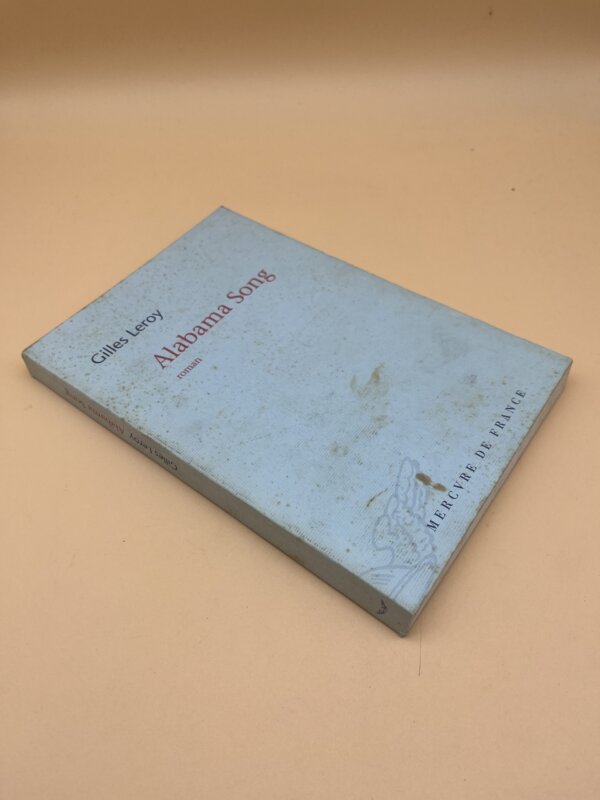 Gilles Leroy
Alabama Song
roman
MERCVRE DE FRANCE
Gilles Leroy Alabama Song